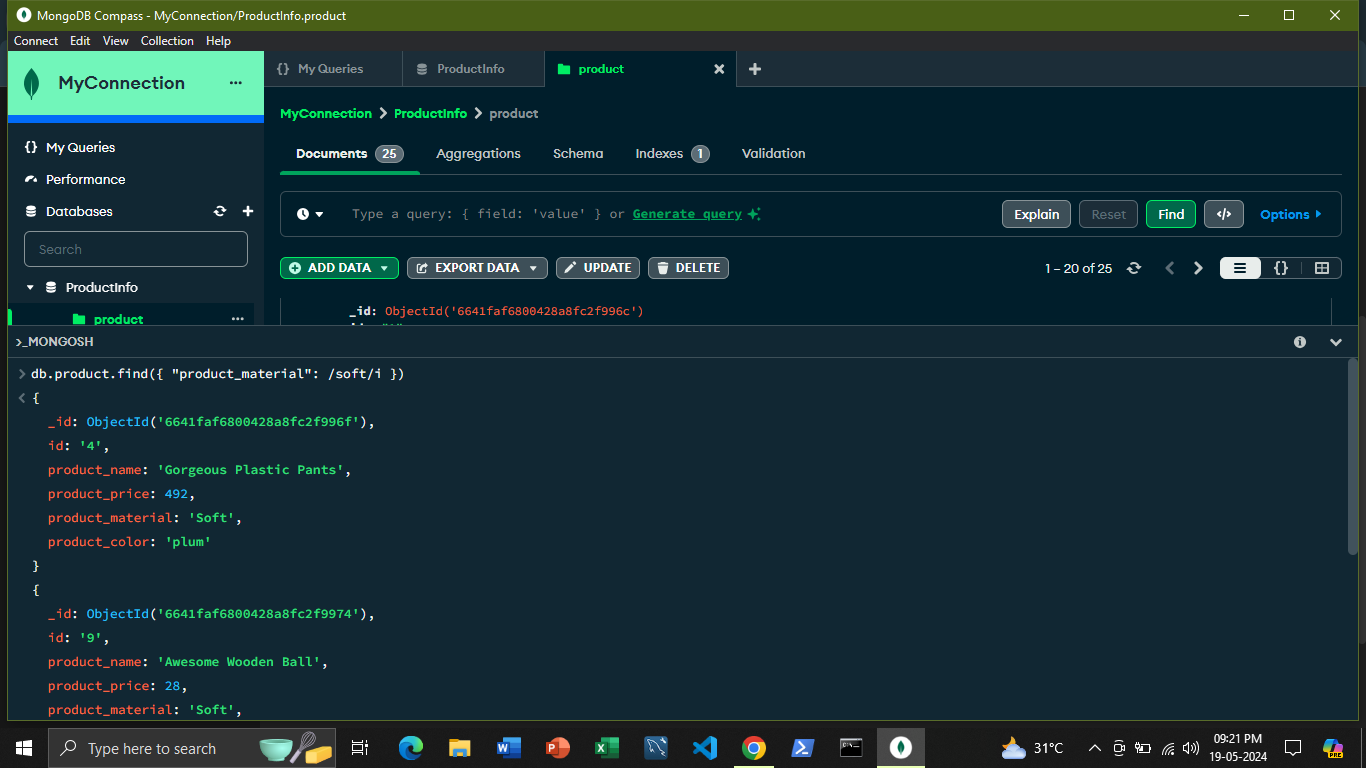 MongoDB Compass - MyConnection/ProductInfo.product
Connect Edit View Collection Help
MyConnection
{} My Queries
ProductInfo
product
MyConnection > ProductInfo > product
My Queries
Performance
Databases
Search
ProductInfo
product
Documents 25 Aggregations Schema Indexes 1 Validation
Type a query: { field: 'value' } or Generate query
Explain Reset Find </> Options
ADD DATA EXPORT DATA UPDATE DELETE
1 – 20 of 25
{}
_id: ObjectId('6641faf6800428a8fc2f996c')
>_MONGOSH
> db.product.find({ "product_material": /soft/i })
< {
_id: ObjectId('6641faf6800428a8fc2f996f'),
id: '4',
product_name: 'Gorgeous Plastic Pants',
product_price: 492,
product_material: 'Soft',
product_color: 'plum'
}
{
_id: ObjectId('6641faf6800428a8fc2f9974'),
id: '9',
product_name: 'Awesome Wooden Ball',
product_price: 28,
product_material: 'Soft',
Type here to search
31°C
09:21 PM
19-05-2024